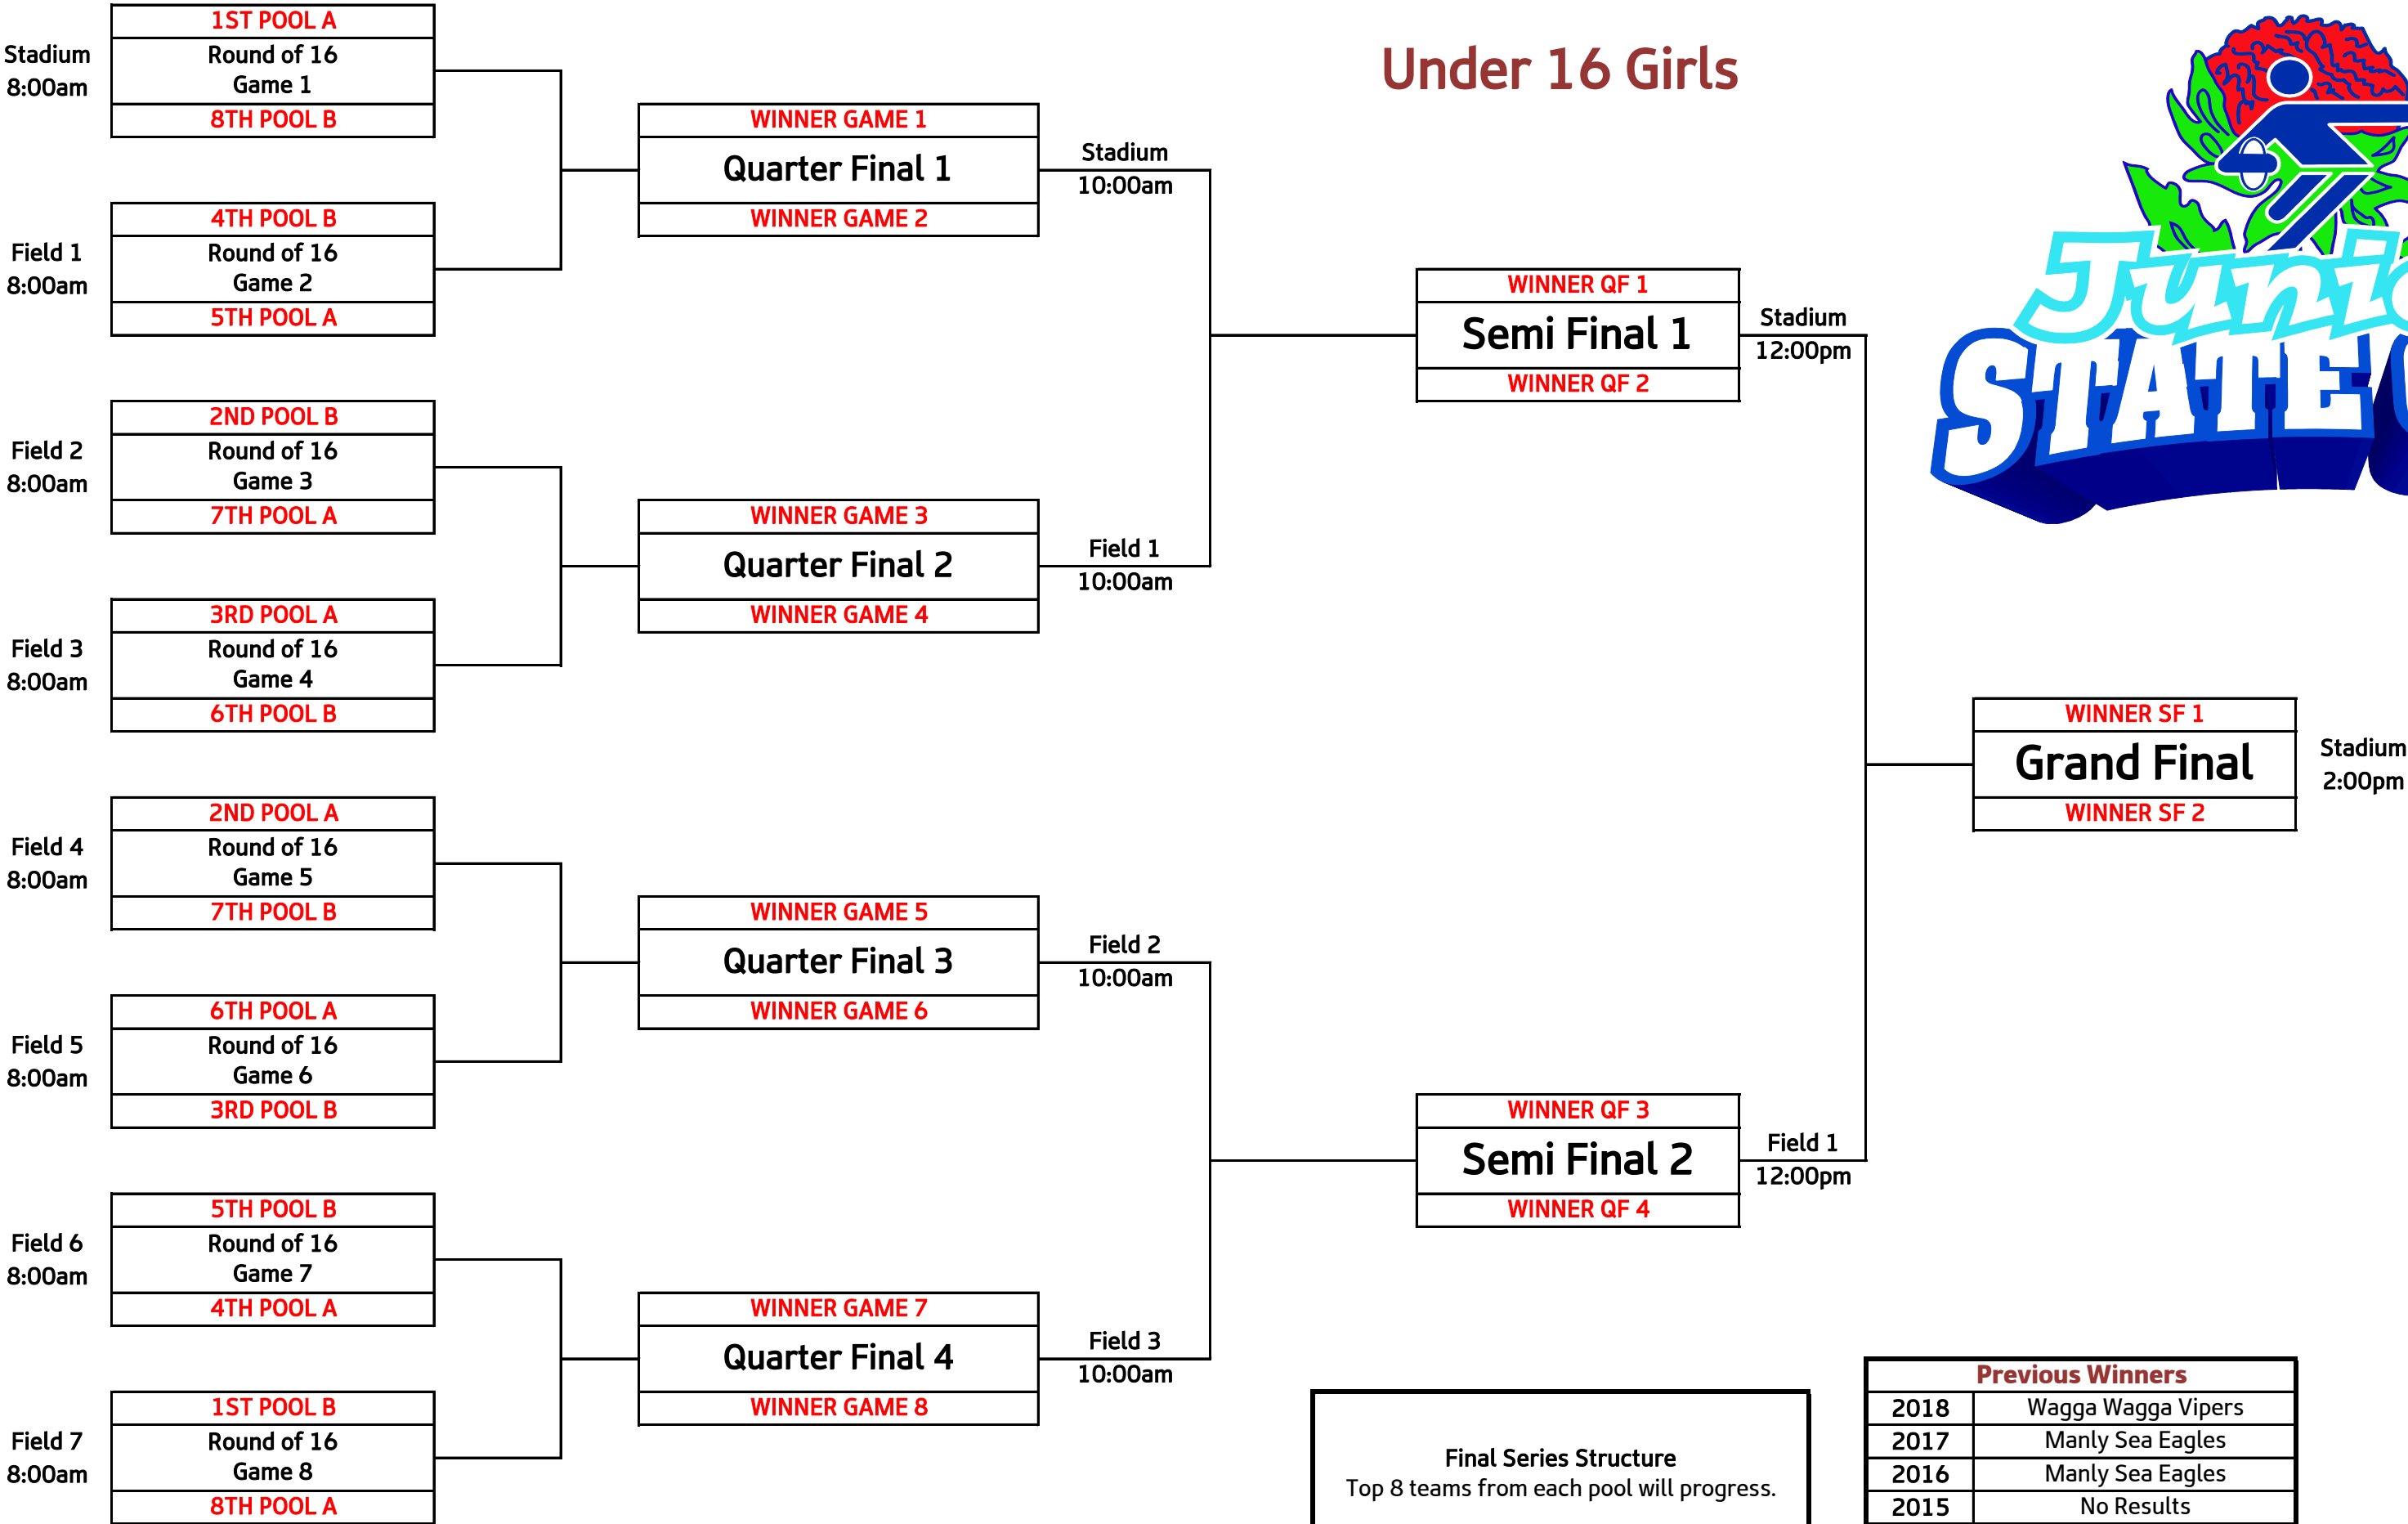 Under 16 Girls
Stadium
8:00am
1ST POOL A
Round of 16
Game 1
8TH POOL B
Field 1
8:00am
4TH POOL B
Round of 16
Game 2
5TH POOL A
Field 2
8:00am
2ND POOL B
Round of 16
Game 3
7TH POOL A
Field 3
8:00am
3RD POOL A
Round of 16
Game 4
6TH POOL B
Field 4
8:00am
2ND POOL A
Round of 16
Game 5
7TH POOL B
Field 5
8:00am
6TH POOL A
Round of 16
Game 6
3RD POOL B
Field 6
8:00am
5TH POOL B
Round of 16
Game 7
4TH POOL A
Field 7
8:00am
1ST POOL B
Round of 16
Game 8
8TH POOL A
WINNER GAME 1
Quarter Final 1
WINNER GAME 2
Stadium
10:00am
WINNER GAME 3
Quarter Final 2
WINNER GAME 4
Field 1
10:00am
WINNER GAME 5
Quarter Final 3
WINNER GAME 6
Field 2
10:00am
WINNER GAME 7
Quarter Final 4
WINNER GAME 8
Field 3
10:00am
WINNER QF 1
Semi Final 1
WINNER QF 2
Stadium
12:00pm
WINNER QF 3
Semi Final 2
WINNER QF 4
Field 1
12:00pm
STATE
WINNER SF 1
Grand Final
WINNER SF 2
Stadium
2:00pm
Final Series Structure
Top 8 teams from each pool will progress.
Previous Winners
2018 Wagga Wagga Vipers
2017 Manly Sea Eagles
2016 Manly Sea Eagles
2015 No Results